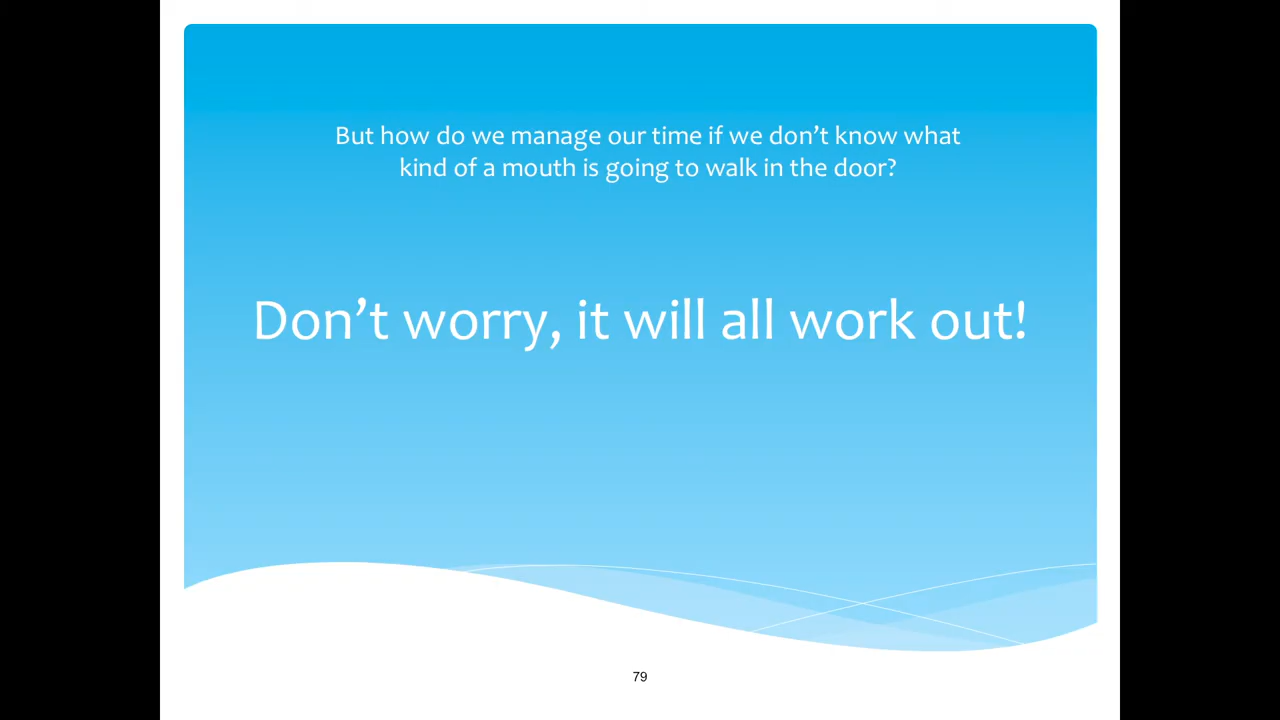 But how do we manage our time if we don’t know what
kind of a mouth is going to walk in the door?
Don’t worry, it will all work out!
79